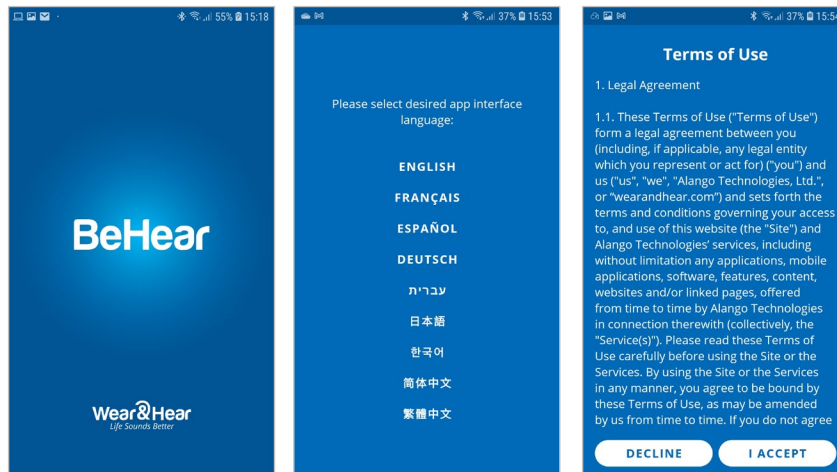 55% 15:18
BeHear
Wear&Hear
Life Sounds Better
37% 15:53
Please select desired app interface
language:
ENGLISH
FRANÇAIS
ESPAÑOL
DEUTSCH
עברית
日本語
한국어
简体中文
繁體中文
37% 15:54
Terms of Use
1. Legal Agreement
1.1. These Terms of Use ("Terms of Use")
form a legal agreement between you
(including, if applicable, any legal entity
which you represent or act for) ("you") and
us ("us", "we", "Alango Technologies, Ltd.",
or “wearandhear.com”) and sets forth the
terms and conditions governing your access
to, and use of this website (the "Site") and
Alango Technologies’ services, including
without limitation any applications, mobile
applications, software, features, content,
websites and/or linked pages, offered
from time to time by Alango Technologies
in connection therewith (collectively, the
"Service(s)"). Please read these Terms of
Use carefully before using the Site or the
Services. By using the Site or the Services
in any manner, you agree to be bound by
these Terms of Use, as may be amended
by us from time to time. If you do not agree
DECLINE I ACCEPT